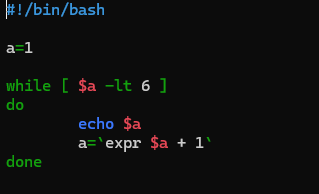 #!/bin/bash
a=1
while [ $a -lt 6 ]
do
echo $a
a=`expr $a + 1`
done